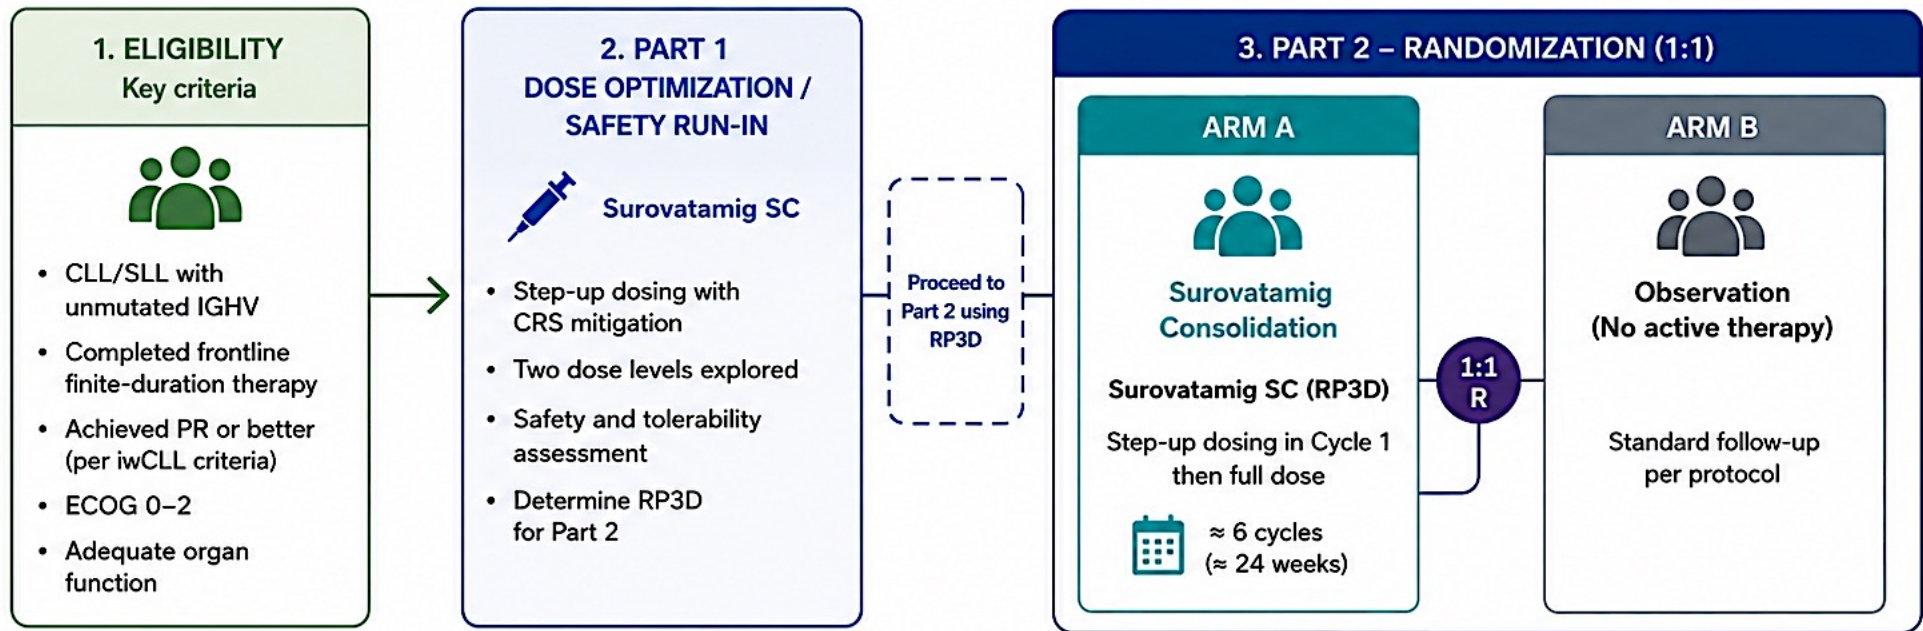 1. ELIGIBILITY
Key criteria
• CLL/SLL with
unmutated IGHV
• Completed frontline
finite-duration therapy
• Achieved PR or better
(per iwCLL criteria)
• ECOG 0–2
• Adequate organ
function
2. PART 1
DOSE OPTIMIZATION /
SAFETY RUN-IN
Surovatamig SC
• Step-up dosing with
CRS mitigation
• Two dose levels explored
• Safety and tolerability
assessment
• Determine RP3D
for Part 2
Proceed to
Part 2 using
RP3D
3. PART 2 – RANDOMIZATION (1:1)
ARM A
Surovatamig
Consolidation
Surovatamig SC (RP3D)
Step-up dosing in Cycle 1
then full dose
≈ 6 cycles
(≈ 24 weeks)
1:1
R
ARM B
Observation
(No active therapy)
Standard follow-up
per protocol